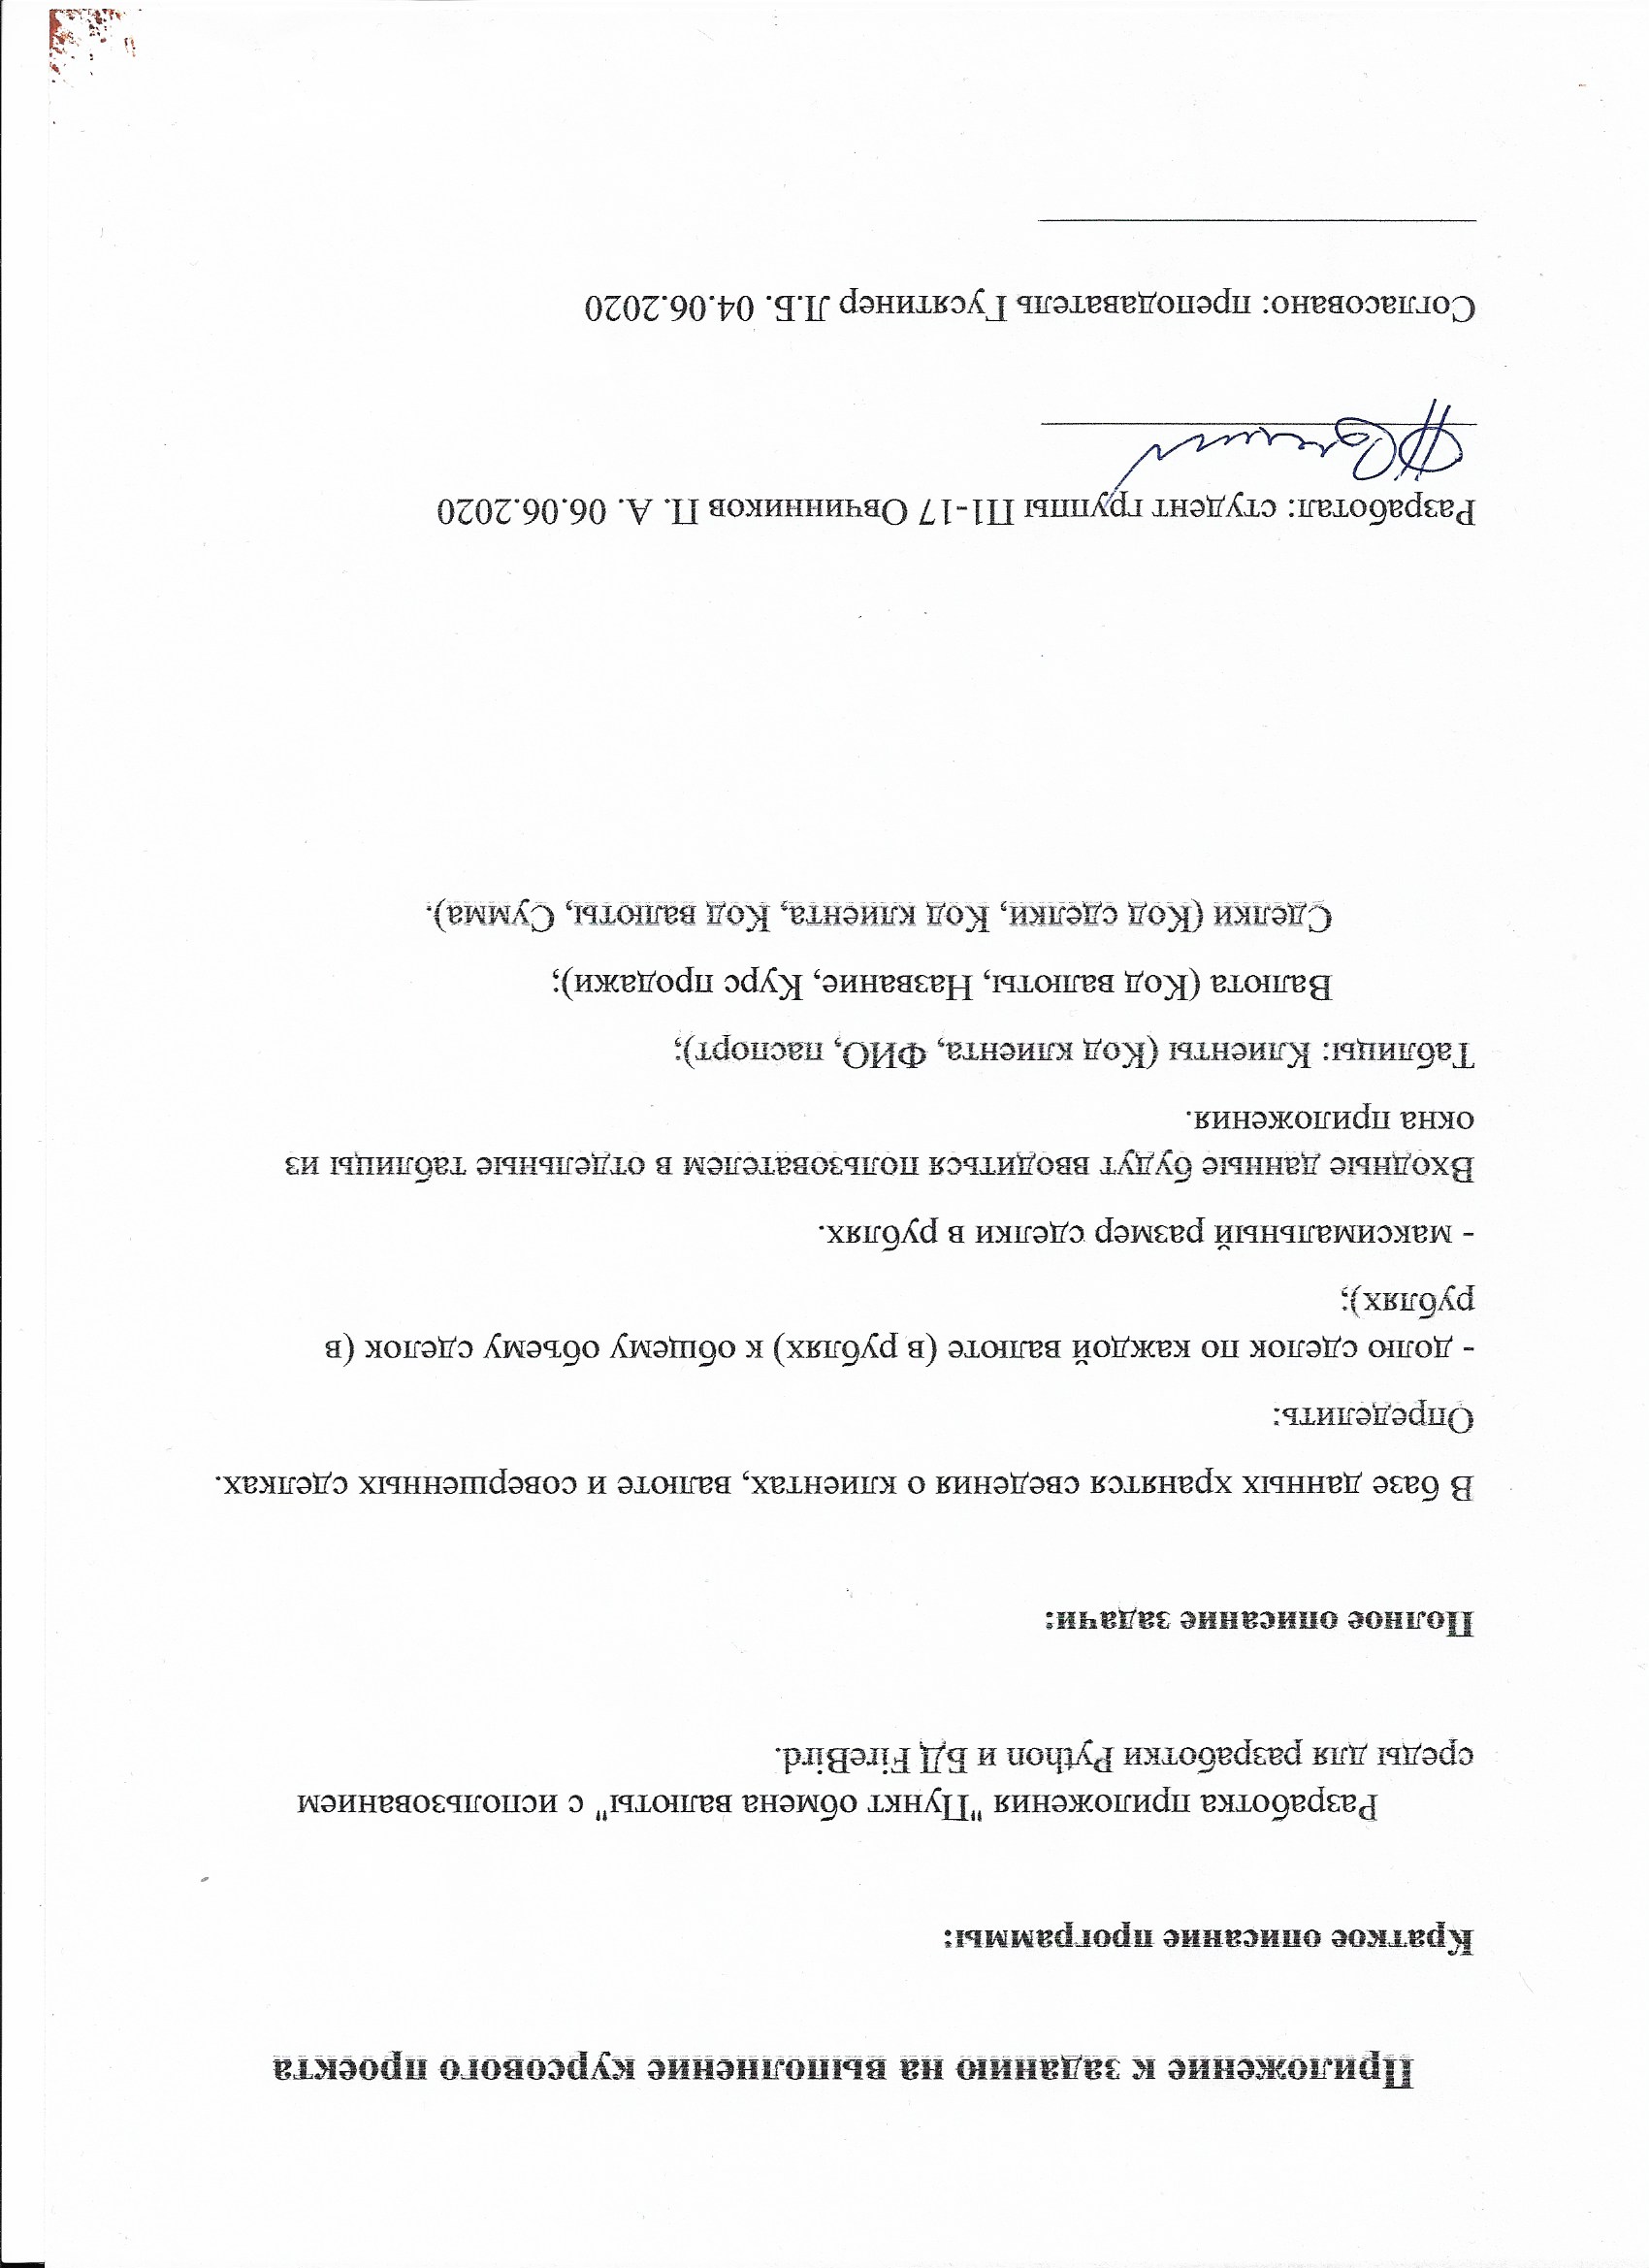 Приложение к заданию на выполнение курсового проекта
Краткое описание программы:
Разработка приложения "Пункт обмена валюты" с использованием
среды для разработки Python и БД FireBird.
Полное описание задачи:
В базе данных хранятся сведения о клиентах, валюте и совершенных сделках.
Определить:
- долю сделок по каждой валюте (в рублях) к общему объему сделок (в
рублях);
- максимальный размер сделки в рублях.
Входные данные будут вводиться пользователем в отдельные таблицы из
окна приложения.
Таблицы: Клиенты (Код клиента, ФИО, паспорт);
Валюта (Код валюты, Название, Курс продажи);
Сделки (Код сделки, Код клиента, Код валюты, Сумма).
Разработал: студент группы П1-17 Овчинников П. А. 06.06.2020
Согласовано: преподаватель Гусятинер Л.Б. 04.06.2020